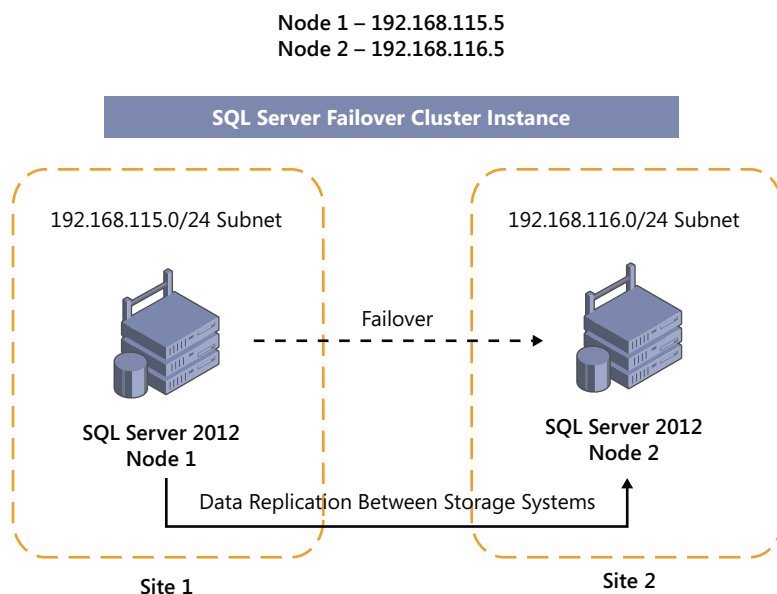 Node 1 – 192.168.115.5
Node 2 – 192.168.116.5
SQL Server Failover Cluster Instance
192.168.115.0/24 Subnet
192.168.116.0/24 Subnet
Failover
SQL Server 2012
Node 1
SQL Server 2012
Node 2
Data Replication Between Storage Systems
Site 1
Site 2